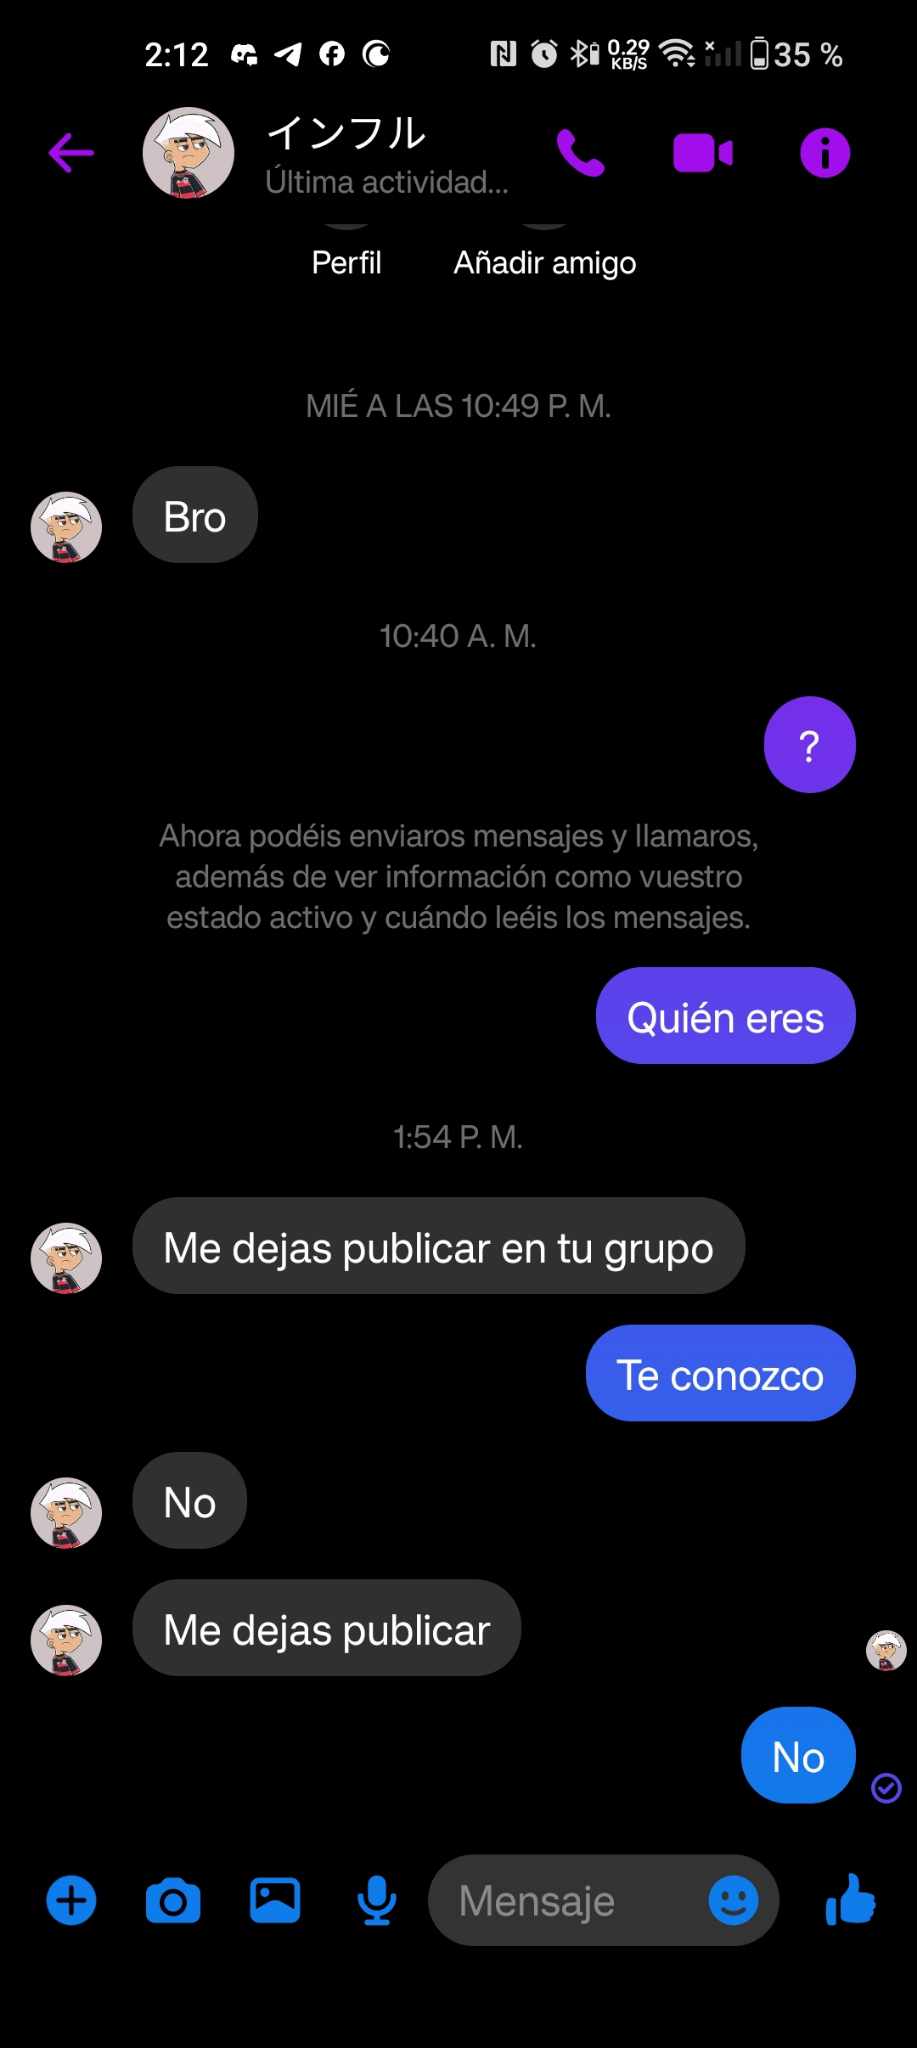 2:12
0.29
KB/S
35 %
インフル
Última actividad...
Perfil
Añadir amigo
MIÉ A LAS 10:49 P. M.
Bro
10:40 A. M.
?
Ahora podéis enviaros mensajes y llamaros,
además de ver información como vuestro
estado activo y cuándo leéis los mensajes.
Quién eres
1:54 P. M.
Me dejas publicar en tu grupo
Te conozco
No
Me dejas publicar
No
Mensaje